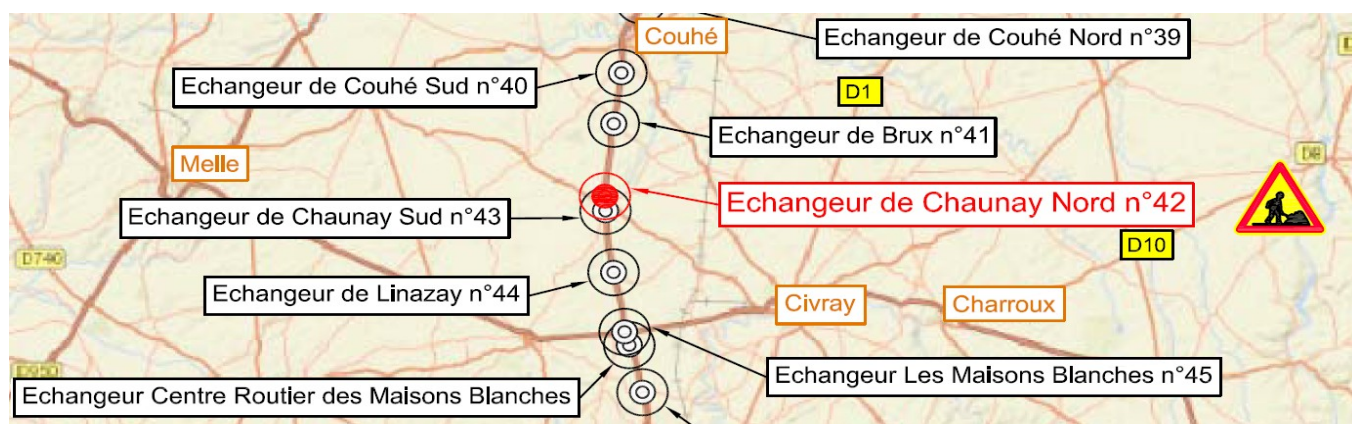 Couhé
Echangeur de Couhé Nord n°39
Echangeur de Couhé Sud n°40
D1
Echangeur de Brux n°41
Melle
D8
Echangeur de Chaunay Nord n°42
Echangeur de Chaunay Sud n°43
D10
D740
Echangeur de Linazay n°44
Civray
Charroux
D950
Echangeur Les Maisons Blanches n°45
Echangeur Centre Routier des Maisons Blanches